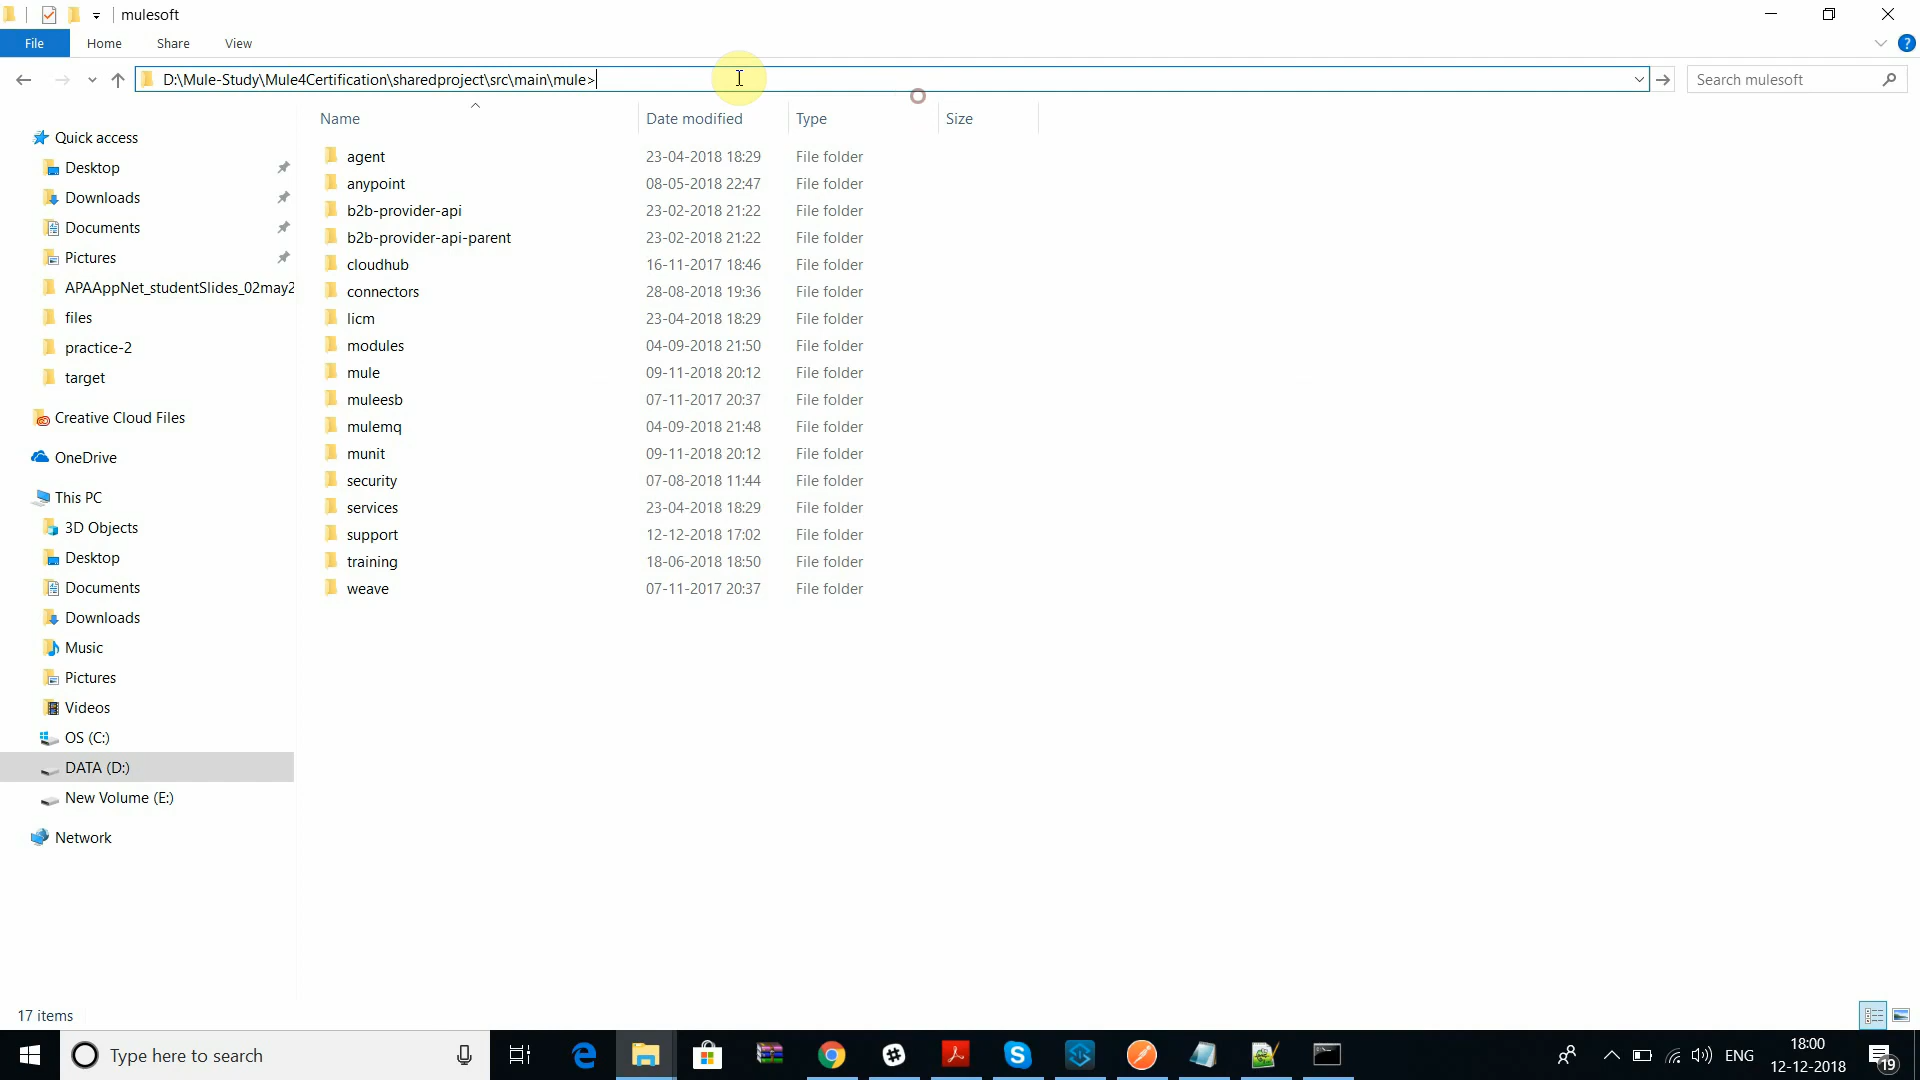 mulesoft
File Home Share View
D:\Mule-Study\Mule4Certification\sharedproject\src\main\mule>
Search mulesoft
Name Date modified Type Size
Quick access
Desktop
Downloads
Documents
Pictures
APAAppNet_studentSlides_02may2
files
practice-2
target
Creative Cloud Files
OneDrive
This PC
3D Objects
Desktop
Documents
Downloads
Music
Pictures
Videos
OS (C:)
DATA (D:)
New Volume (E:)
Network
agent 23-04-2018 18:29 File folder
anypoint 08-05-2018 22:47 File folder
b2b-provider-api 23-02-2018 21:22 File folder
b2b-provider-api-parent 23-02-2018 21:22 File folder
cloudhub 16-11-2017 18:46 File folder
connectors 28-08-2018 19:36 File folder
licm 23-04-2018 18:29 File folder
modules 04-09-2018 21:50 File folder
mule 09-11-2018 20:12 File folder
muleesb 07-11-2017 20:37 File folder
mulemq 04-09-2018 21:48 File folder
munit 09-11-2018 20:12 File folder
security 07-08-2018 11:44 File folder
services 23-04-2018 18:29 File folder
support 12-12-2018 17:02 File folder
training 18-06-2018 18:50 File folder
weave 07-11-2017 20:37 File folder
17 items
Type here to search
ENG
18:00
12-12-2018
19